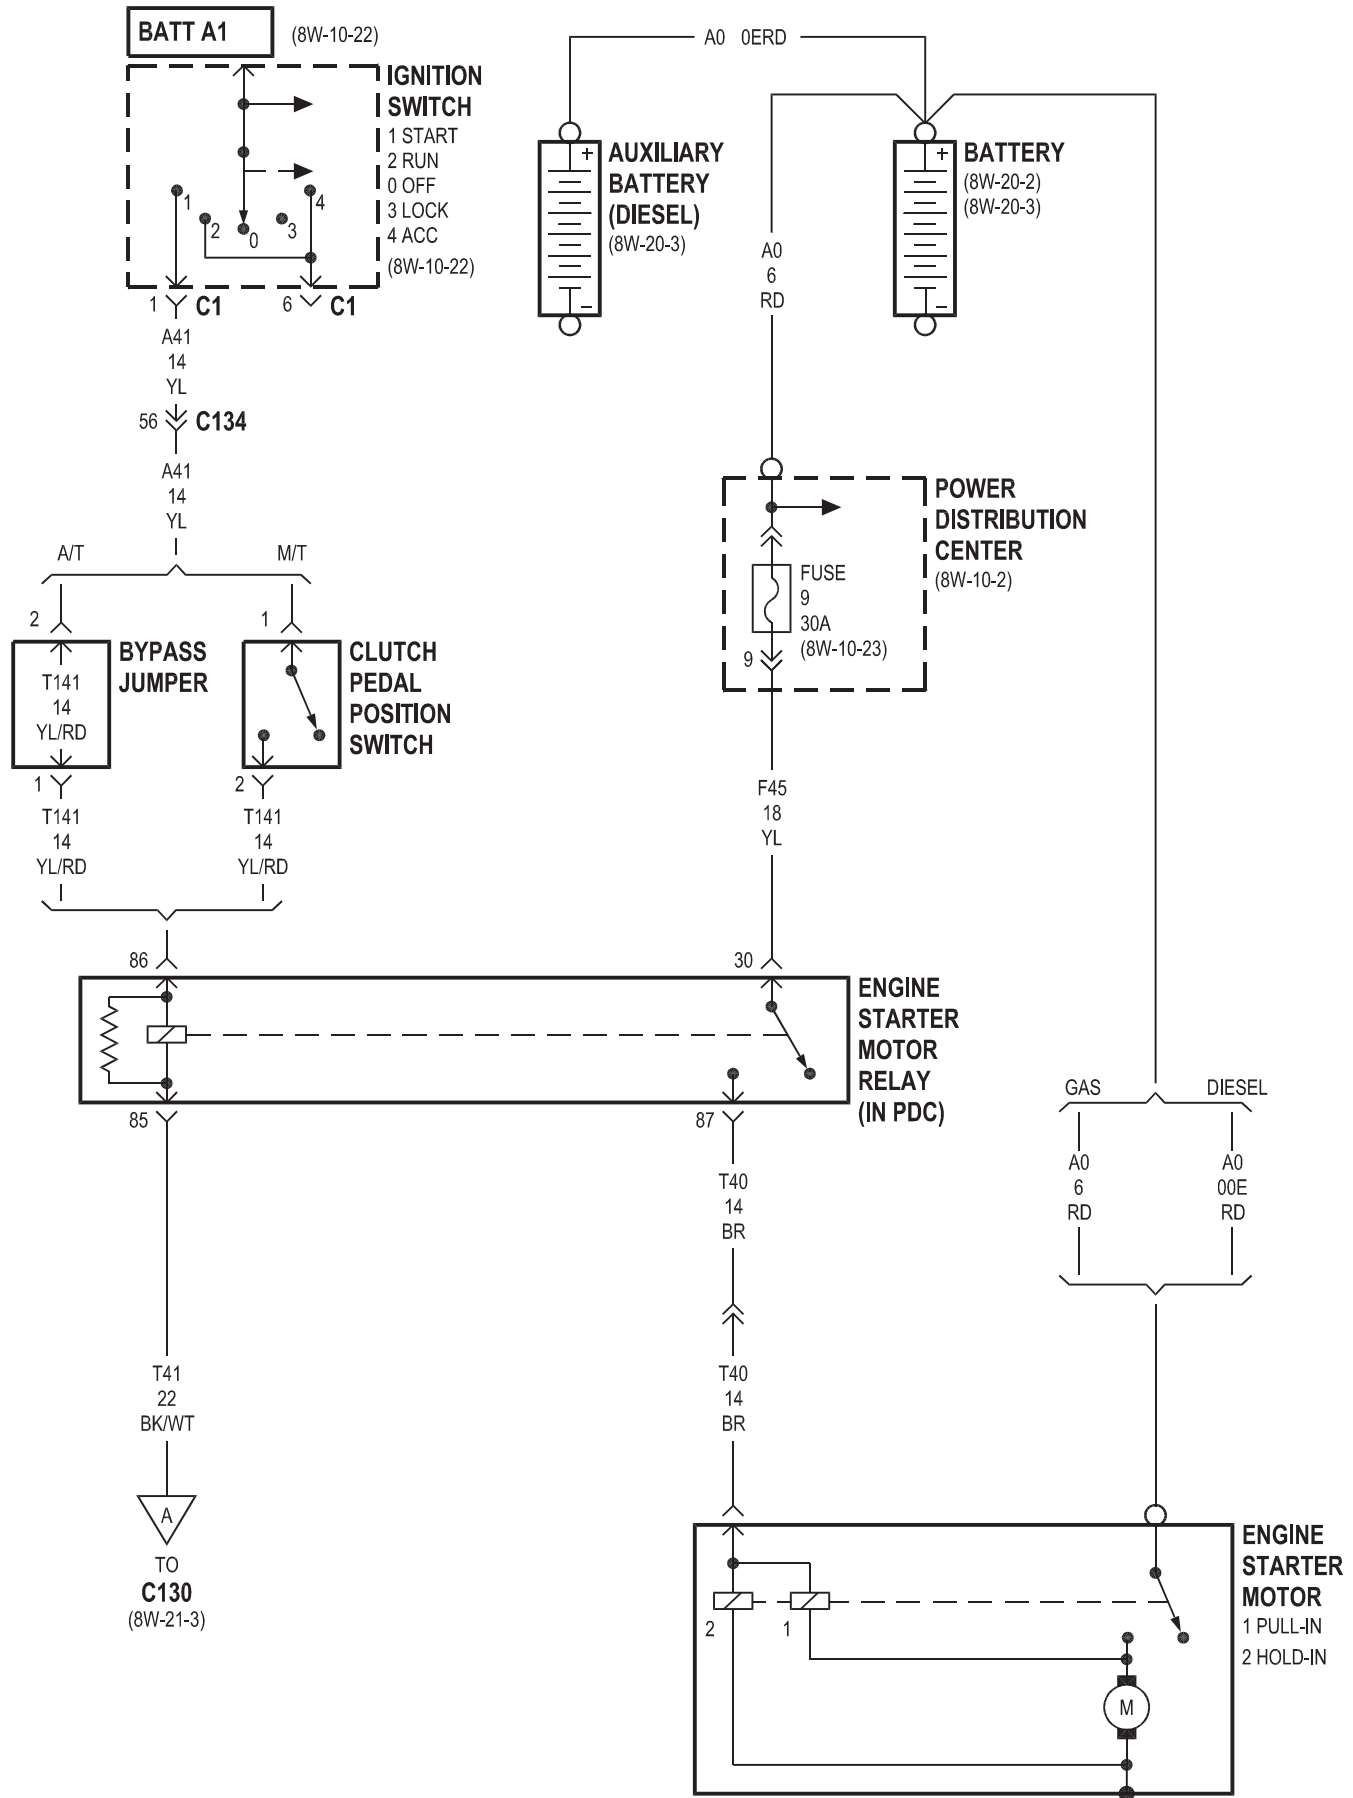 BATT A1
(8W-10-22)
IGNITION
SWITCH
1 START
2 RUN
0 OFF
3 LOCK
4 ACC
(8W-10-22)
1
2
0
3
4
1
C1
6
C1
A41
14
YL
56
C134
A41
14
YL
A/T
M/T
2
T141
14
YL/RD
BYPASS
JUMPER
1
T141
14
YL/RD
1
CLUTCH
PEDAL
POSITION
SWITCH
2
T141
14
YL/RD
A0 0ERD
+
-
AUXILIARY
BATTERY
(DIESEL)
(8W-20-3)
+
-
BATTERY
(8W-20-2)
(8W-20-3)
A0
6
RD
POWER
DISTRIBUTION
CENTER
(8W-10-2)
FUSE
9
30A
(8W-10-23)
9
F45
18
YL
86
30
ENGINE
STARTER
MOTOR
RELAY
(IN PDC)
85
87
T41
22
BK/WT
A
TO
C130
(8W-21-3)
T40
14
BR
T40
14
BR
GAS
DIESEL
A0
6
RD
A0
00E
RD
ENGINE
STARTER
MOTOR
1 PULL-IN
2 HOLD-IN
2
1
M